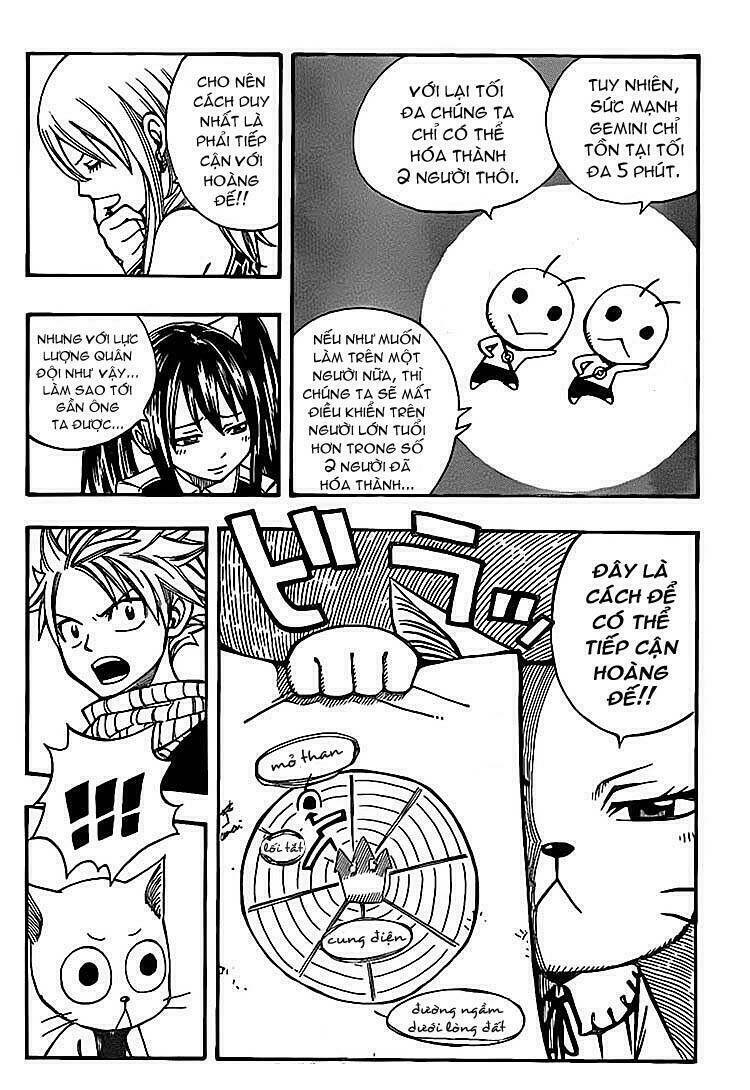 TUY NHIÊN,
SỨC MẠNH
GEMINI CHỈ
TỒN TẠI TỐI
ĐA 5 PHÚT.
VỚI LẠI TỐI
ĐA CHÚNG TA
CHỈ CÓ THỂ
HÓA THÀNH
2 NGƯỜI THÔI.
CHO NÊN
CÁCH DUY
NHẤT LÀ
PHẢI TIẾP
CẬN VỚI
HOÀNG
ĐẾ!!
NẾU NHƯ MUỐN
LÀM TRÊN MỘT
NGƯỜI NỮA, THÌ
CHÚNG TA SẼ MẤT
ĐIỀU KHIỂN TRÊN
NGƯỜI LỚN TUỔI
HƠN TRONG SỐ
2 NGƯỜI ĐÃ
HÓA THÀNH...
NHƯNG VỚI LỰC
LƯỢNG QUÂN
ĐỘI NHƯ VẬY...
LÀM SAO TỚI
GẦN ÔNG
TA ĐƯỢC...
ĐÂY LÀ
CÁCH ĐỂ
CÓ THỂ
TIẾP CẬN
HOÀNG
ĐẾ!!
ビラッ
mỏ than
lối tắt
cung điện
đường ngầm
dưới lòng đất
!!!